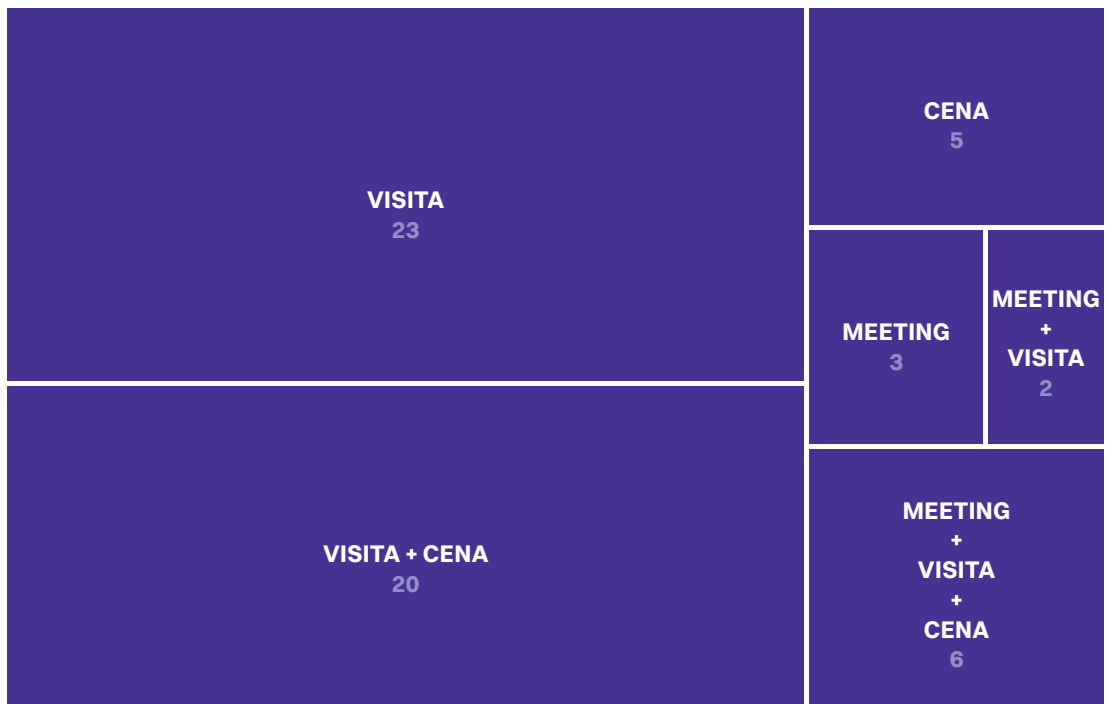 VISITA
23
CENA
5
MEETING
3
MEETING
+
VISITA
2
VISITA + CENA
20
MEETING
+
VISITA
+
CENA
6